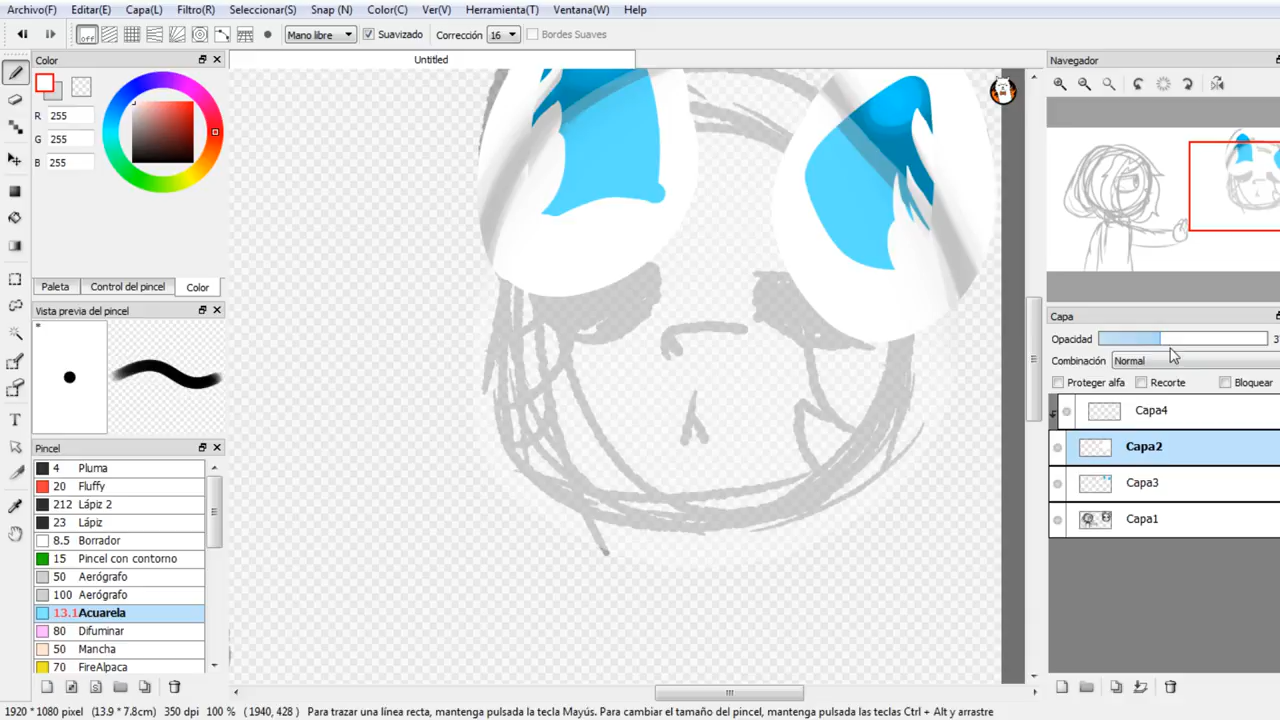 Archivo(F) Editar(E) Capa(L) Filtro(R) Seleccionar(S) Snap (N) Color(C) Ver(V) Herramienta(T) Ventana(W) Help
Off Mano libre Suavizado Corrección 16 Bordes Suaves
Color
Untitled
Navegador
R 255
G 255
B 255
Paleta Control del pincel Color
Vista previa del pincel
Capa
Opacidad 3
Combinación Normal
Proteger alfa Recorte Bloquear
Capa4
Capa2
Capa3
Capa1
Pincel
4 Pluma
20 Fluffy
212 Lápiz 2
23 Lápiz
8.5 Borrador
15 Pincel con contorno
50 Aerógrafo
100 Aerógrafo
13.1 Acuarela
80 Difuminar
50 Mancha
70 FireAlpaca
1920 * 1080 pixel (13.9 * 7.8cm) 350 dpi 100 % ( 1940, 428 ) Para trazar una línea recta, mantenga pulsada la tecla Mayús. Para cambiar el tamaño del pincel, mantenga pulsadas las teclas Ctrl + Alt y arrastre